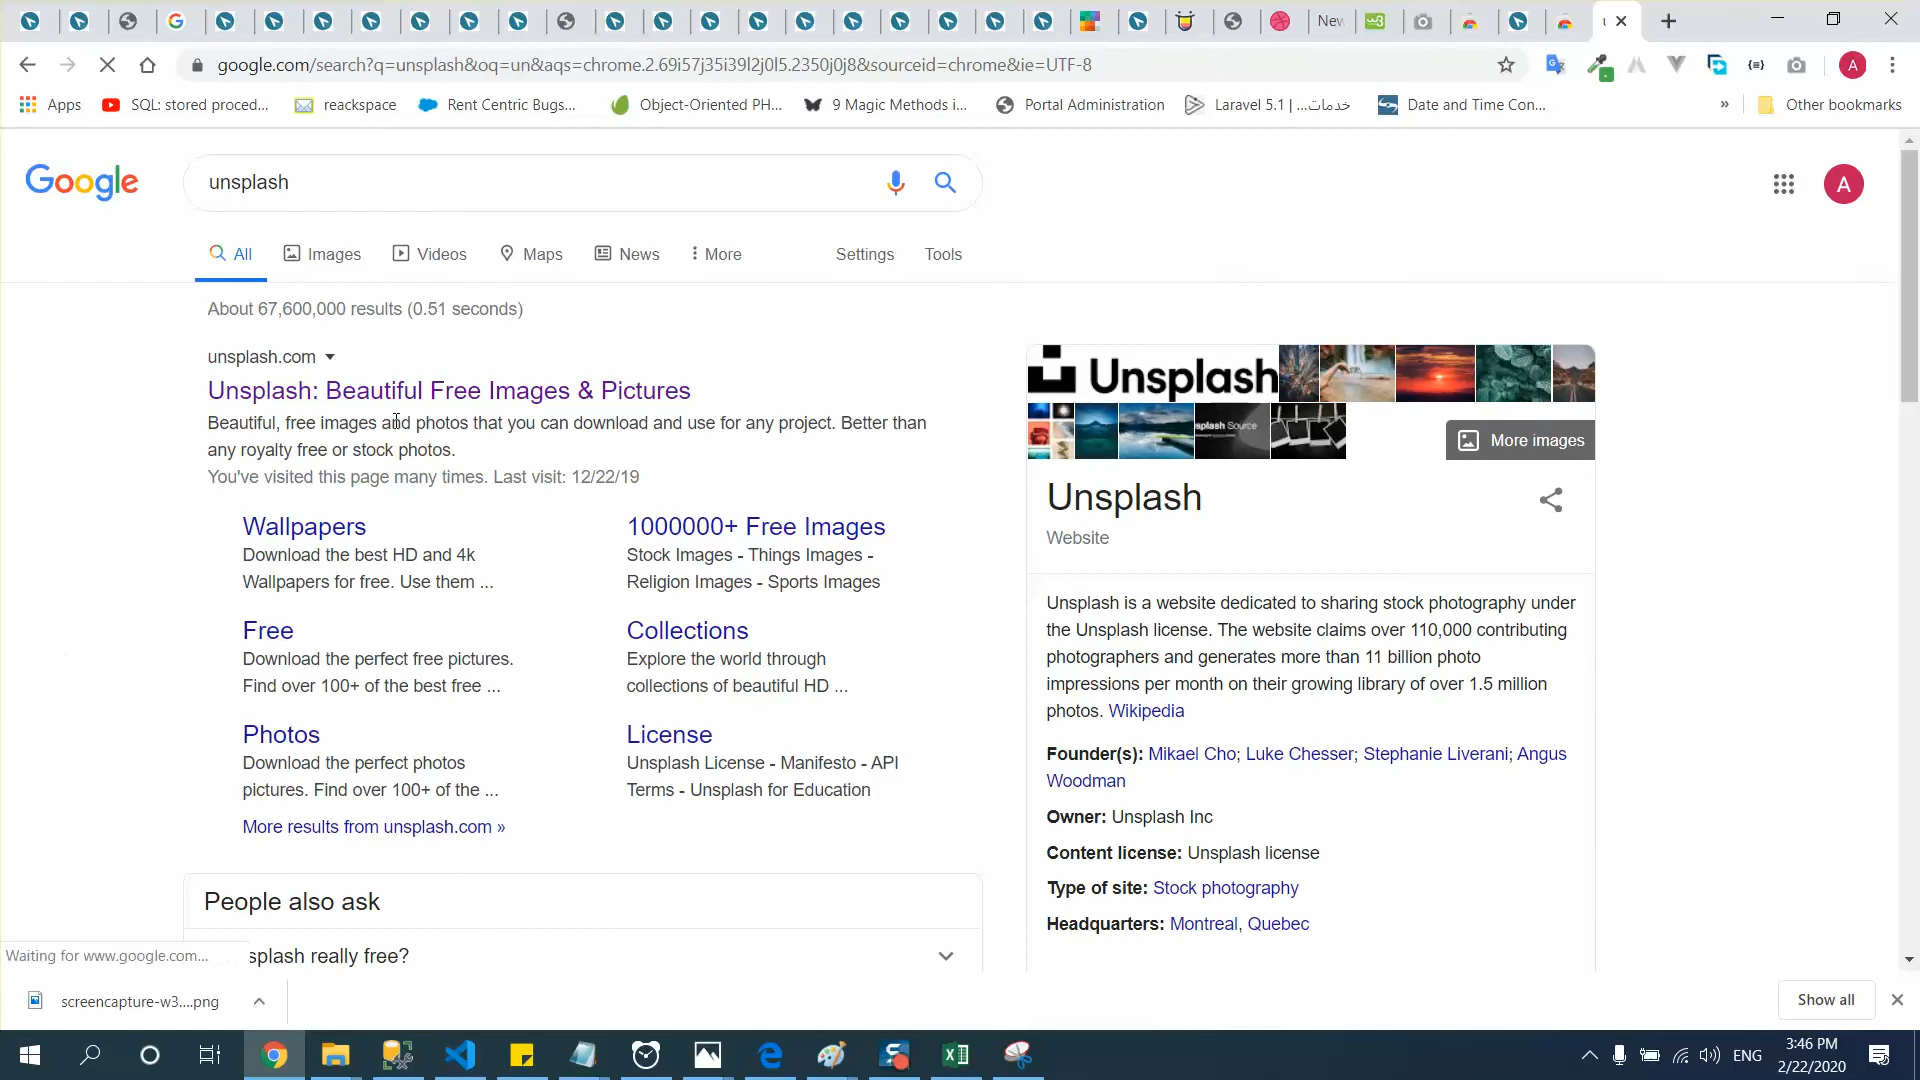 New
google.com/search?q=unsplash&oq=un&aqs=chrome.2.69i57j35i39l2j0l5.2350j0j8&sourceid=chrome&ie=UTF-8
A
Apps
SQL: stored proced...
reackspace
Rent Centric Bugs...
Object-Oriented PH...
9 Magic Methods i...
Portal Administration
Laravel 5.1 | ...خدمات
Date and Time Con...
»
Other bookmarks
Google
unsplash
A
All
Images
Videos
Maps
News
More
Settings
Tools
About 67,600,000 results (0.51 seconds)
unsplash.com
Unsplash: Beautiful Free Images & Pictures
Beautiful, free images and photos that you can download and use for any project. Better than
any royalty free or stock photos.
You've visited this page many times. Last visit: 12/22/19
Wallpapers
Download the best HD and 4k
Wallpapers for free. Use them ...
1000000+ Free Images
Stock Images - Things Images -
Religion Images - Sports Images
Free
Download the perfect free pictures.
Find over 100+ of the best free ...
Collections
Explore the world through
collections of beautiful HD ...
Photos
Download the perfect photos
pictures. Find over 100+ of the ...
License
Unsplash License - Manifesto - API
Terms - Unsplash for Education
More results from unsplash.com »
People also ask
splash really free?
Unsplash
splash Source
More images
Unsplash
Website
Unsplash is a website dedicated to sharing stock photography under
the Unsplash license. The website claims over 110,000 contributing
photographers and generates more than 11 billion photo
impressions per month on their growing library of over 1.5 million
photos. Wikipedia
Founder(s): Mikael Cho; Luke Chesser; Stephanie Liverani; Angus
Woodman
Owner: Unsplash Inc
Content license: Unsplash license
Type of site: Stock photography
Headquarters: Montreal, Quebec
Waiting for www.google.com...
screencapture-w3....png
Show all
ENG
3:46 PM
2/22/2020